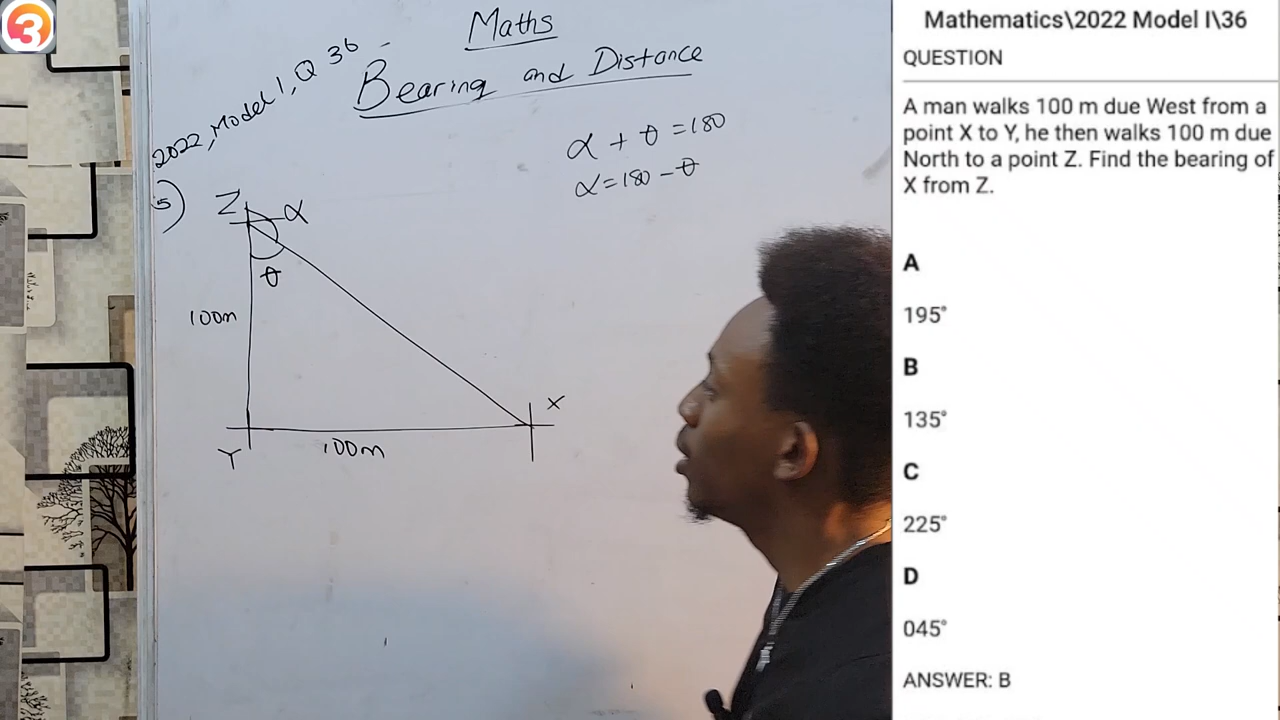 3
Maths
2022, Model 1, Q 36 -
Bearing and Distance
α + θ = 180
α = 180 - θ
5)
Z
α
θ
100m
X
Y
100m
Mathematics\2022 Model I\36
QUESTION
A man walks 100 m due West from a
point X to Y, he then walks 100 m due
North to a point Z. Find the bearing of
X from Z.
A
195°
B
135°
C
225°
D
045°
ANSWER: B